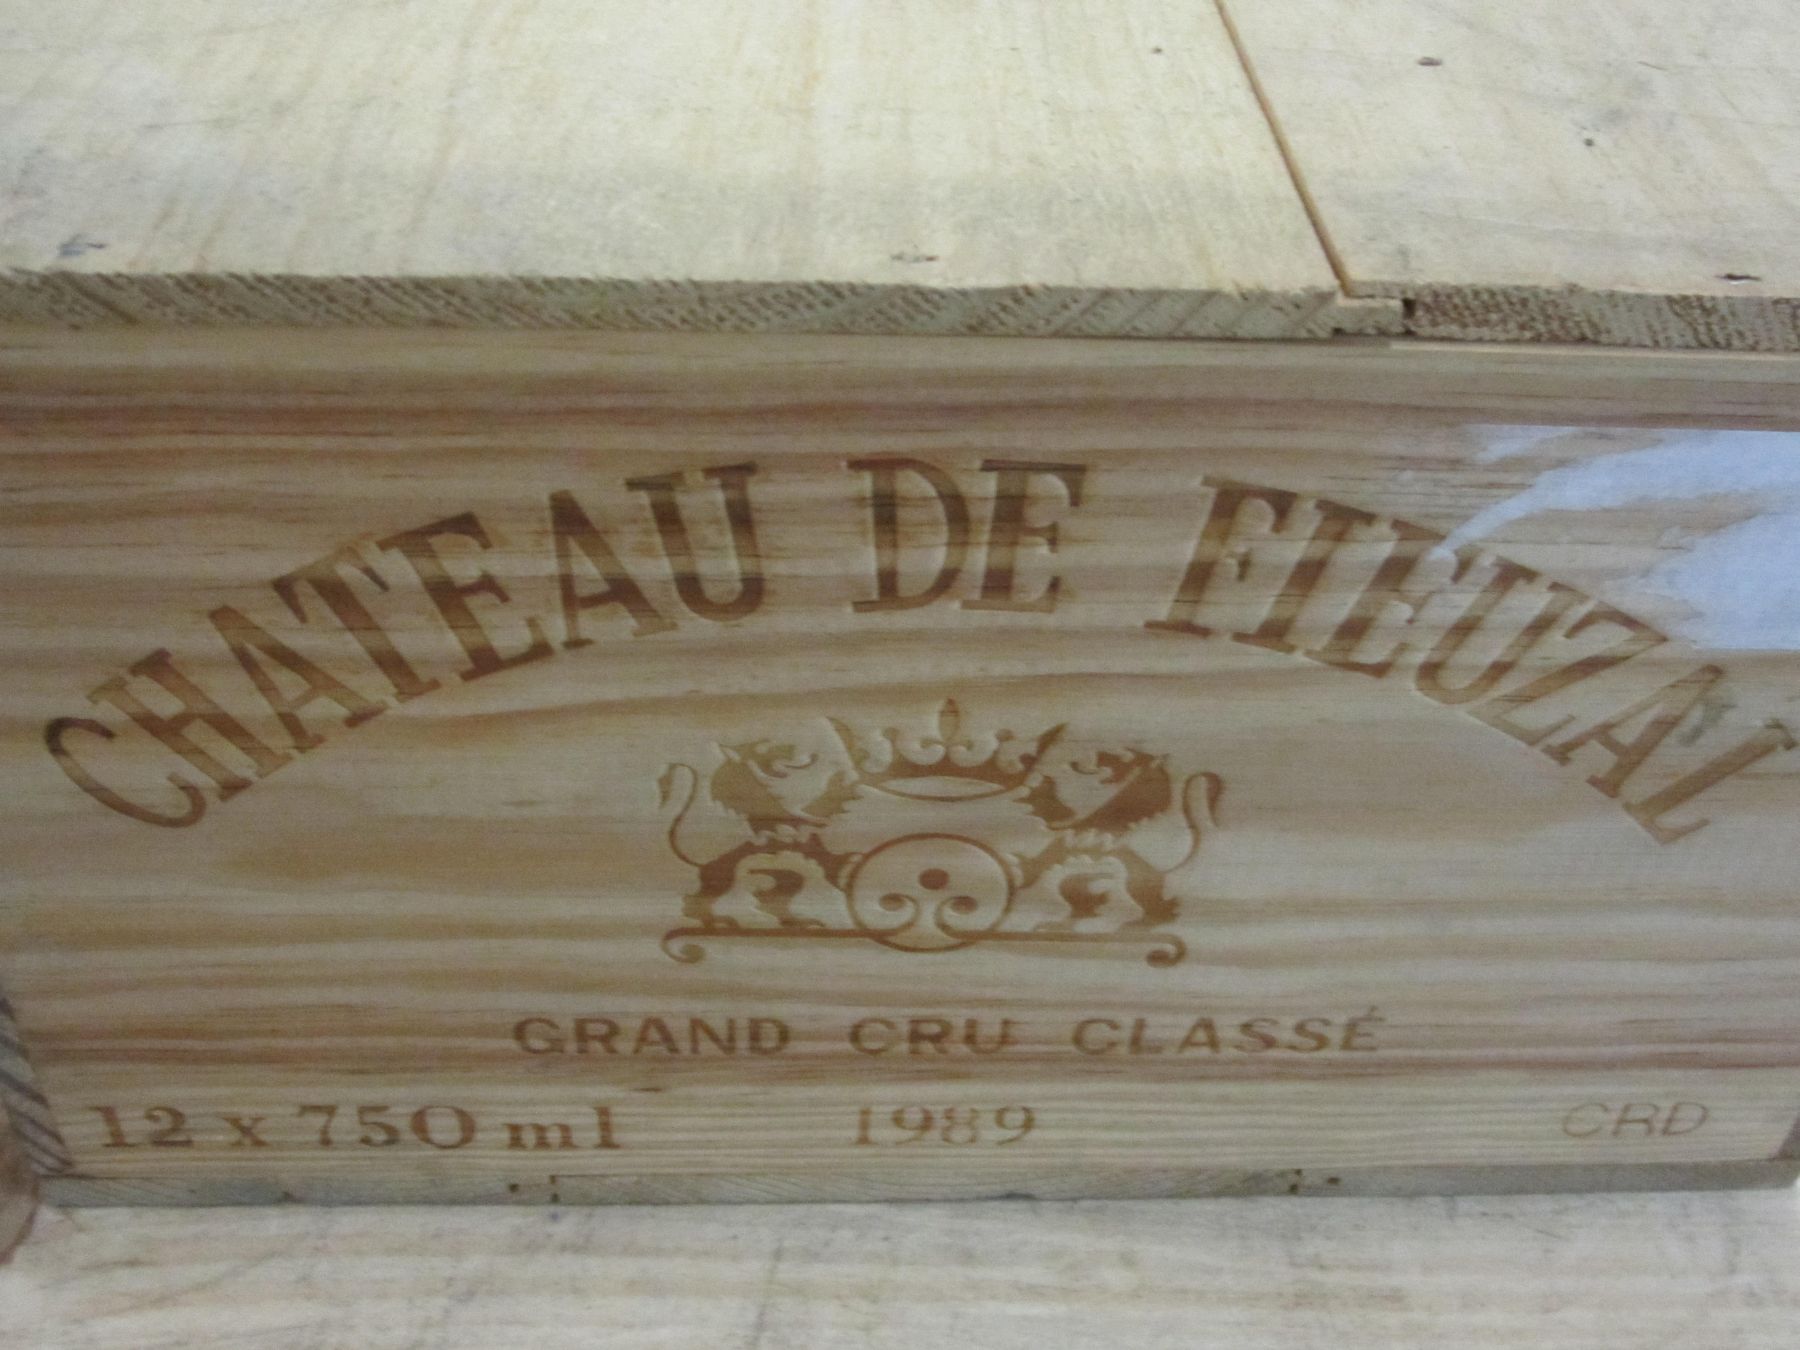 CHATEAU DE FIEUZAL
GRAND CRU CLASSÉ
12 x 750 ml 1989 CRD